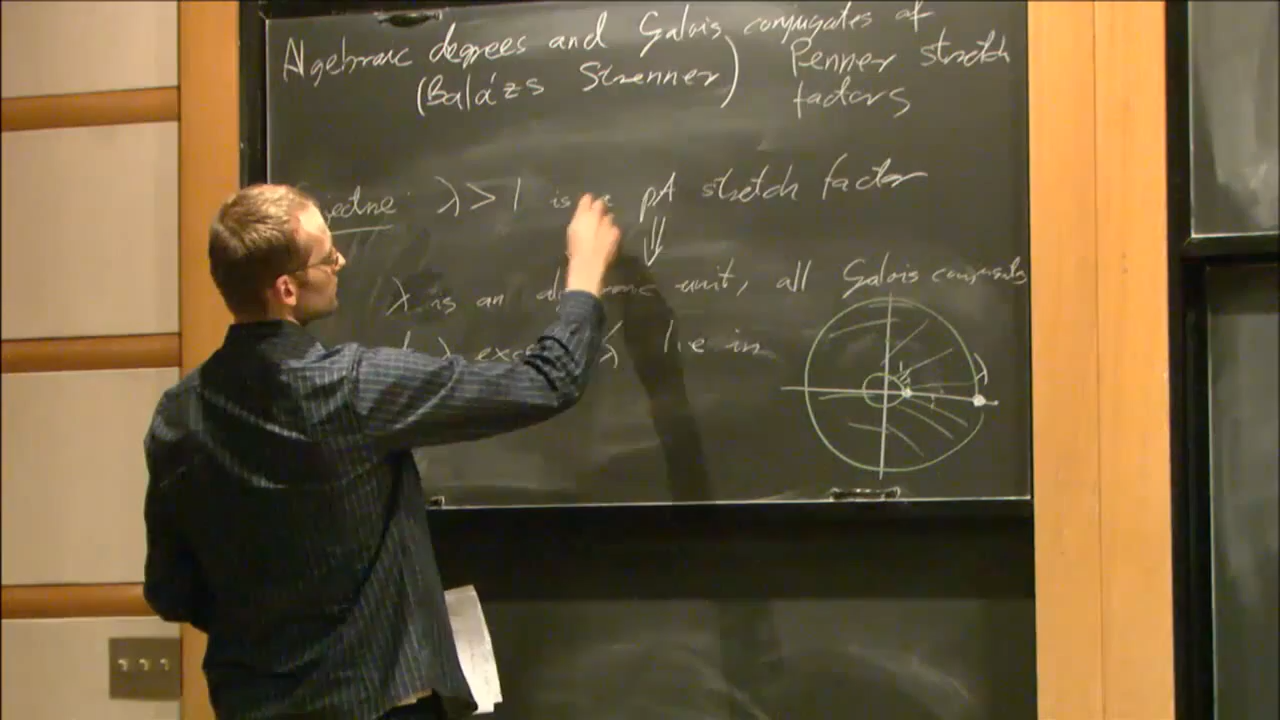 Algebraic degrees and Galois conjugates of
(Balázs Strenner) Penner stretch
factors
λ > 1 is pA stretch factor
⇓
λ is an unit, all Galois conjugates
λ lie in
λ